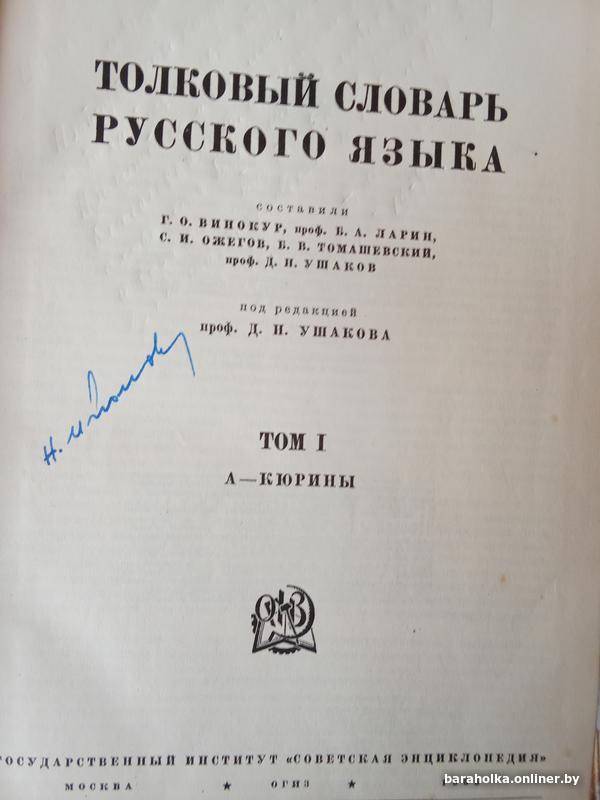 ТОЛКОВЫЙ СЛОВАРЬ
РУССКОГО ЯЗЫКА
составили
Г. О. ВИНОКУР, проф. Б. А. ЛАРИН,
С. И. ОЖЕГОВ, Б. В. ТОМАШЕВСКИЙ,
проф. Д. Н. УШАКОВ
под редакцией
проф. Д. Н. УШАКОВА
Н.
ТОМ I
А—КЮРИНЫ
ГОСУДАРСТВЕННЫЙ ИНСТИТУТ «СОВЕТСКАЯ ЭНЦИКЛОПЕДИЯ»
МОСКВА ★ ОГИЗ ★
baraholka.onliner.by